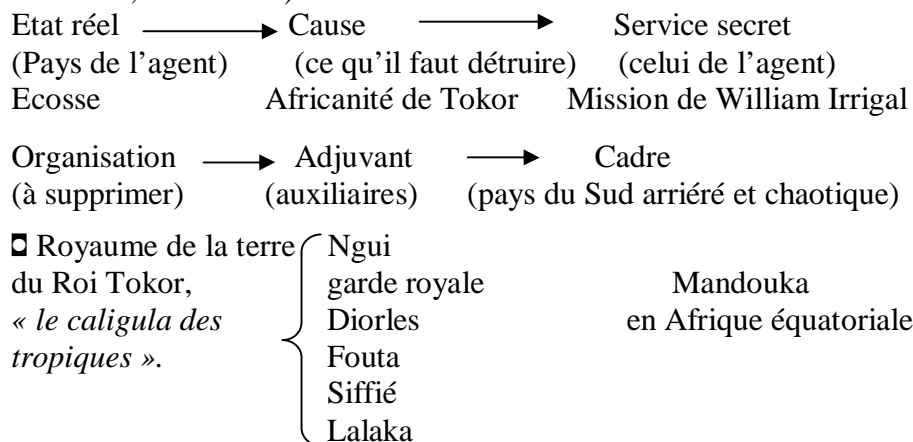 Etat réel Cause Service secret
(Pays de l’agent) (ce qu’il faut détruire) (celui de l’agent)
Ecosse Africanité de Tokor Mission de William Irrigal
Organisation Adjuvant Cadre
(à supprimer) (auxiliaires) (pays du Sud arriéré et chaotique)
◘ Royaume de la terre Ngui
du Roi Tokor, garde royale Mandouka
« le caligula des Diorles en Afrique équatoriale
tropiques ». Fouta
Siffié
Lalaka